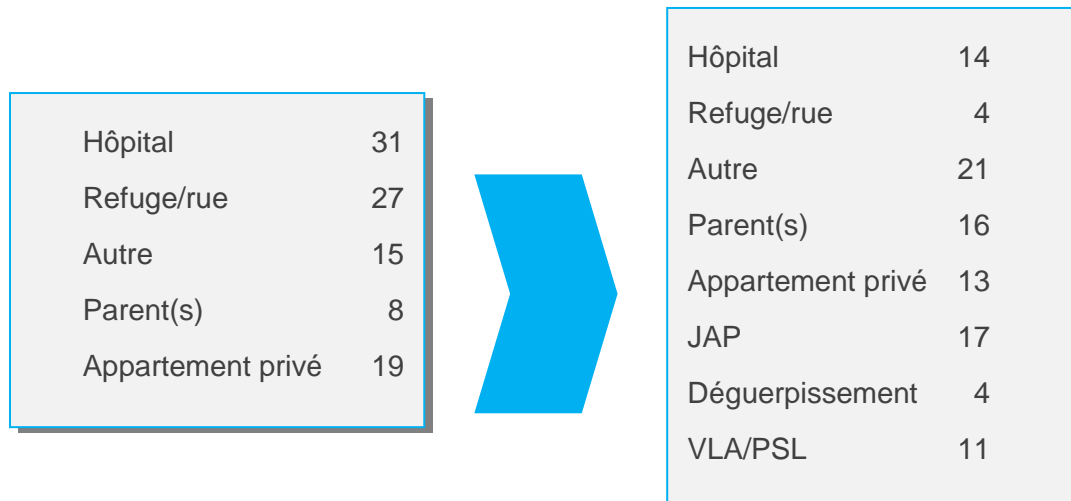 Hôpital 31
Refuge/rue 27
Autre 15
Parent(s) 8
Appartement privé 19
Hôpital 14
Refuge/rue 4
Autre 21
Parent(s) 16
Appartement privé 13
JAP 17
Déguerpissement 4
VLA/PSL 11